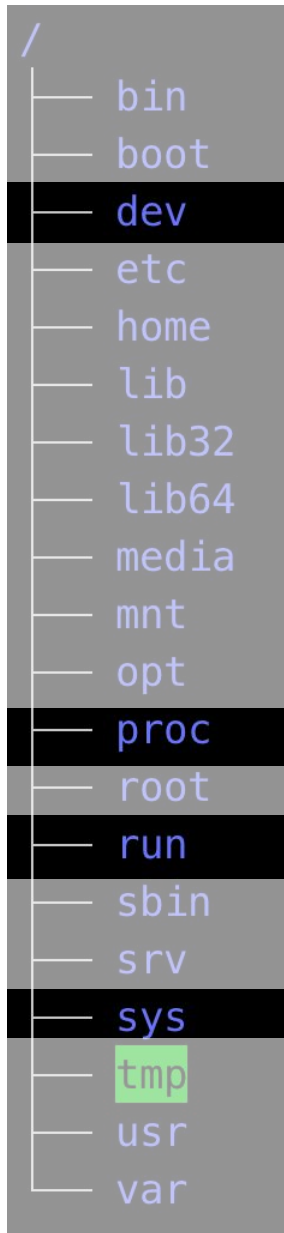 /
bin
boot
dev
etc
home
lib
lib32
lib64
media
mnt
opt
proc
root
run
sbin
srv
sys
tmp
usr
var